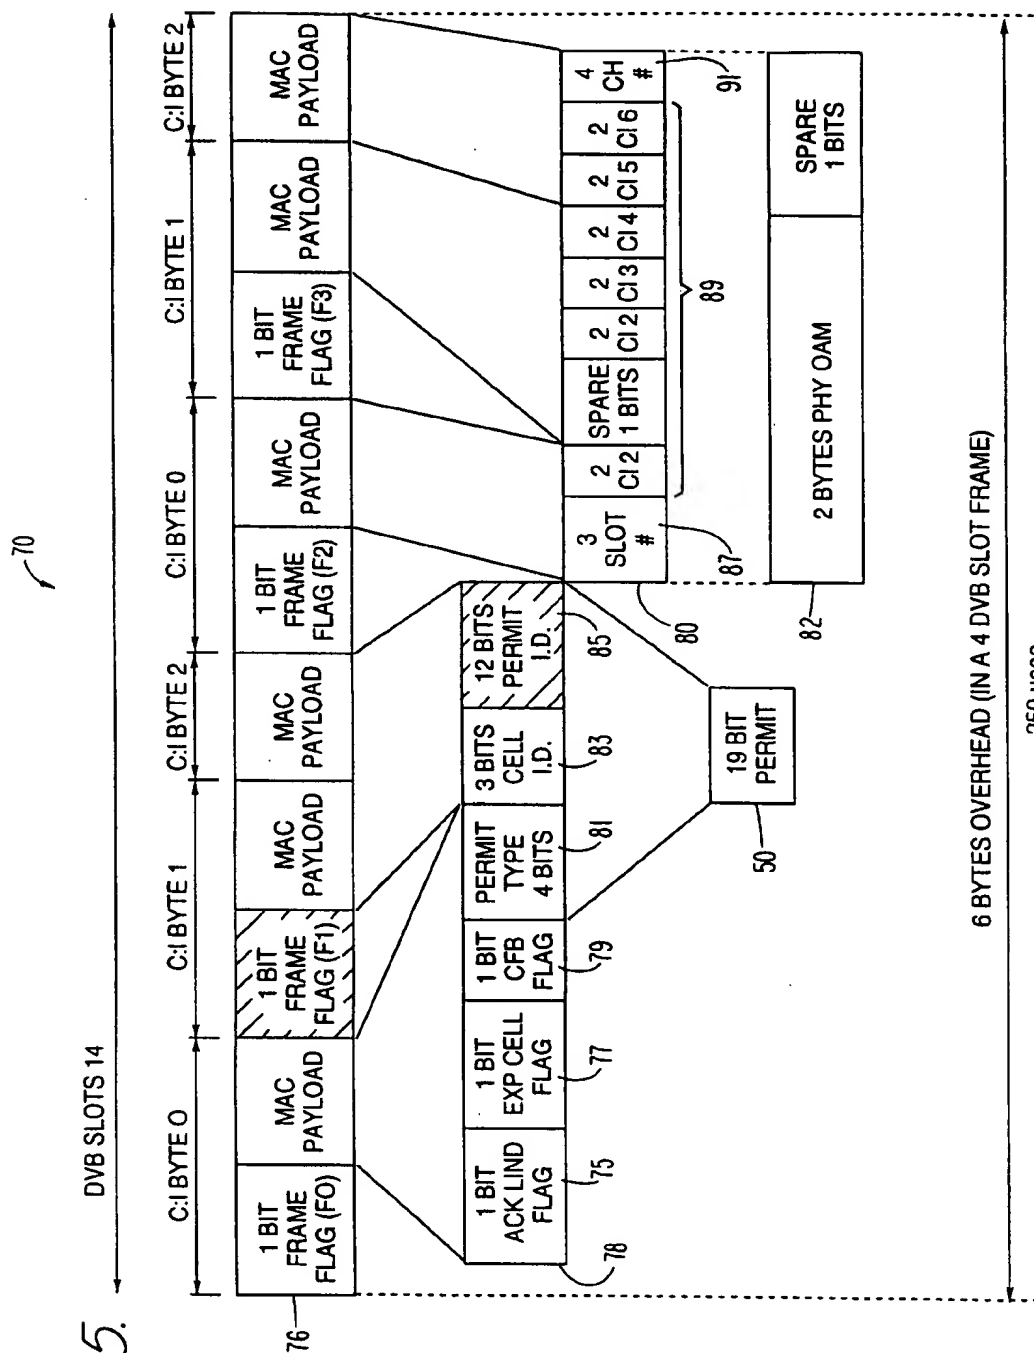 5.
70
DVB SLOTS 14
C:I BYTE O
C:I BYTE 1
C:I BYTE 2
C:I BYTE 0
C:I BYTE 1
C:I BYTE 2
76
1 BIT
FRAME
FLAG (FO)
MAC
PAYLOAD
1 BIT
FRAME
FLAG (F1)
MAC
PAYLOAD
MAC
PAYLOAD
1 BIT
FRAME
FLAG (F2)
MAC
PAYLOAD
1 BIT
FRAME
FLAG (F3)
MAC
PAYLOAD
MAC
PAYLOAD
78
1 BIT
ACK LIND
FLAG
75
1 BIT
EXP CELL
FLAG
77
1 BIT
CFB
FLAG
79
PERMIT
TYPE
4 BITS
81
3 BITS
CELL
I.D.
83
12 BITS
PERMIT
I.D.
85
80
3
SLOT
#
87
2
CI 2
SPARE
1 BITS
2
CI 2
2
CI 3
2
CI 4
2
CI 5
2
CI 6
89
4
CH
#
91
50
19 BIT
PERMIT
82
2 BYTES PHY OAM
SPARE
1 BITS
6 BYTES OVERHEAD (IN A 4 DVB SLOT FRAME)